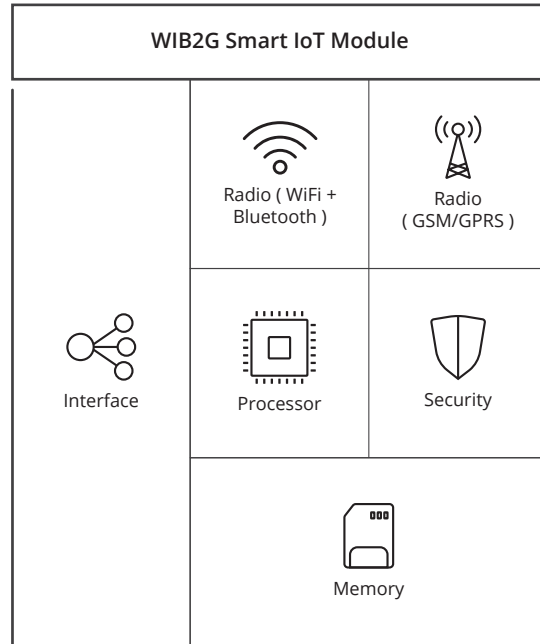 WIB2G Smart IoT Module
Radio ( WiFi +
Bluetooth )
Radio
( GSM/GPRS )
Interface
Processor
Security
Memory